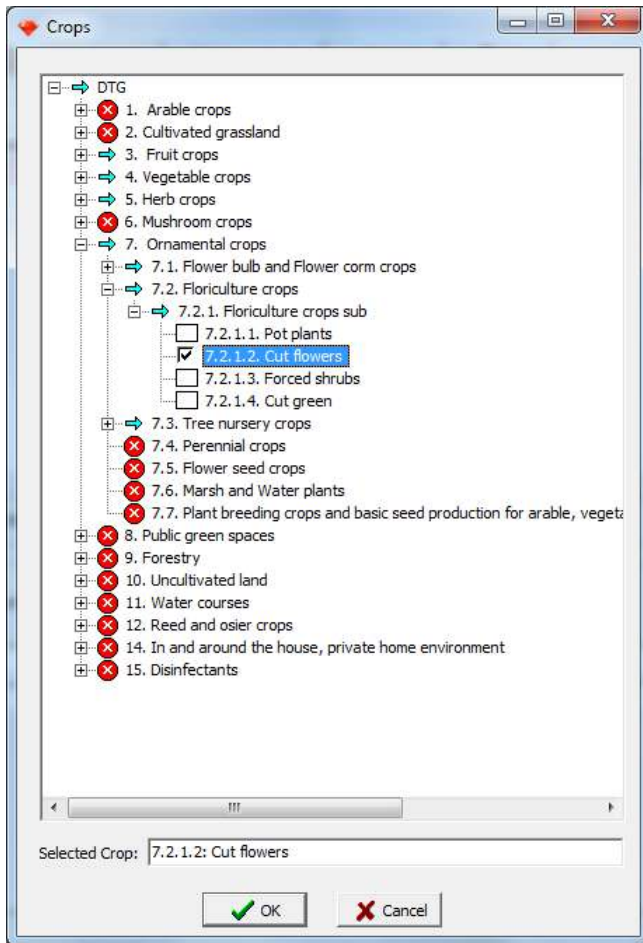 Crops
DTG
1. Arable crops
2. Cultivated grassland
3. Fruit crops
4. Vegetable crops
5. Herb crops
6. Mushroom crops
7. Ornamental crops
7.1. Flower bulb and Flower corm crops
7.2. Floriculture crops
7.2.1. Floriculture crops sub
7.2.1.1. Pot plants
7.2.1.2. Cut flowers
7.2.1.3. Forced shrubs
7.2.1.4. Cut green
7.3. Tree nursery crops
7.4. Perennial crops
7.5. Flower seed crops
7.6. Marsh and Water plants
7.7. Plant breeding crops and basic seed production for arable, vegeta
8. Public green spaces
9. Forestry
10. Uncultivated land
11. Water courses
12. Reed and osier crops
14. In and around the house, private home environment
15. Disinfectants
Selected Crop: 7.2.1.2: Cut flowers
OK Cancel